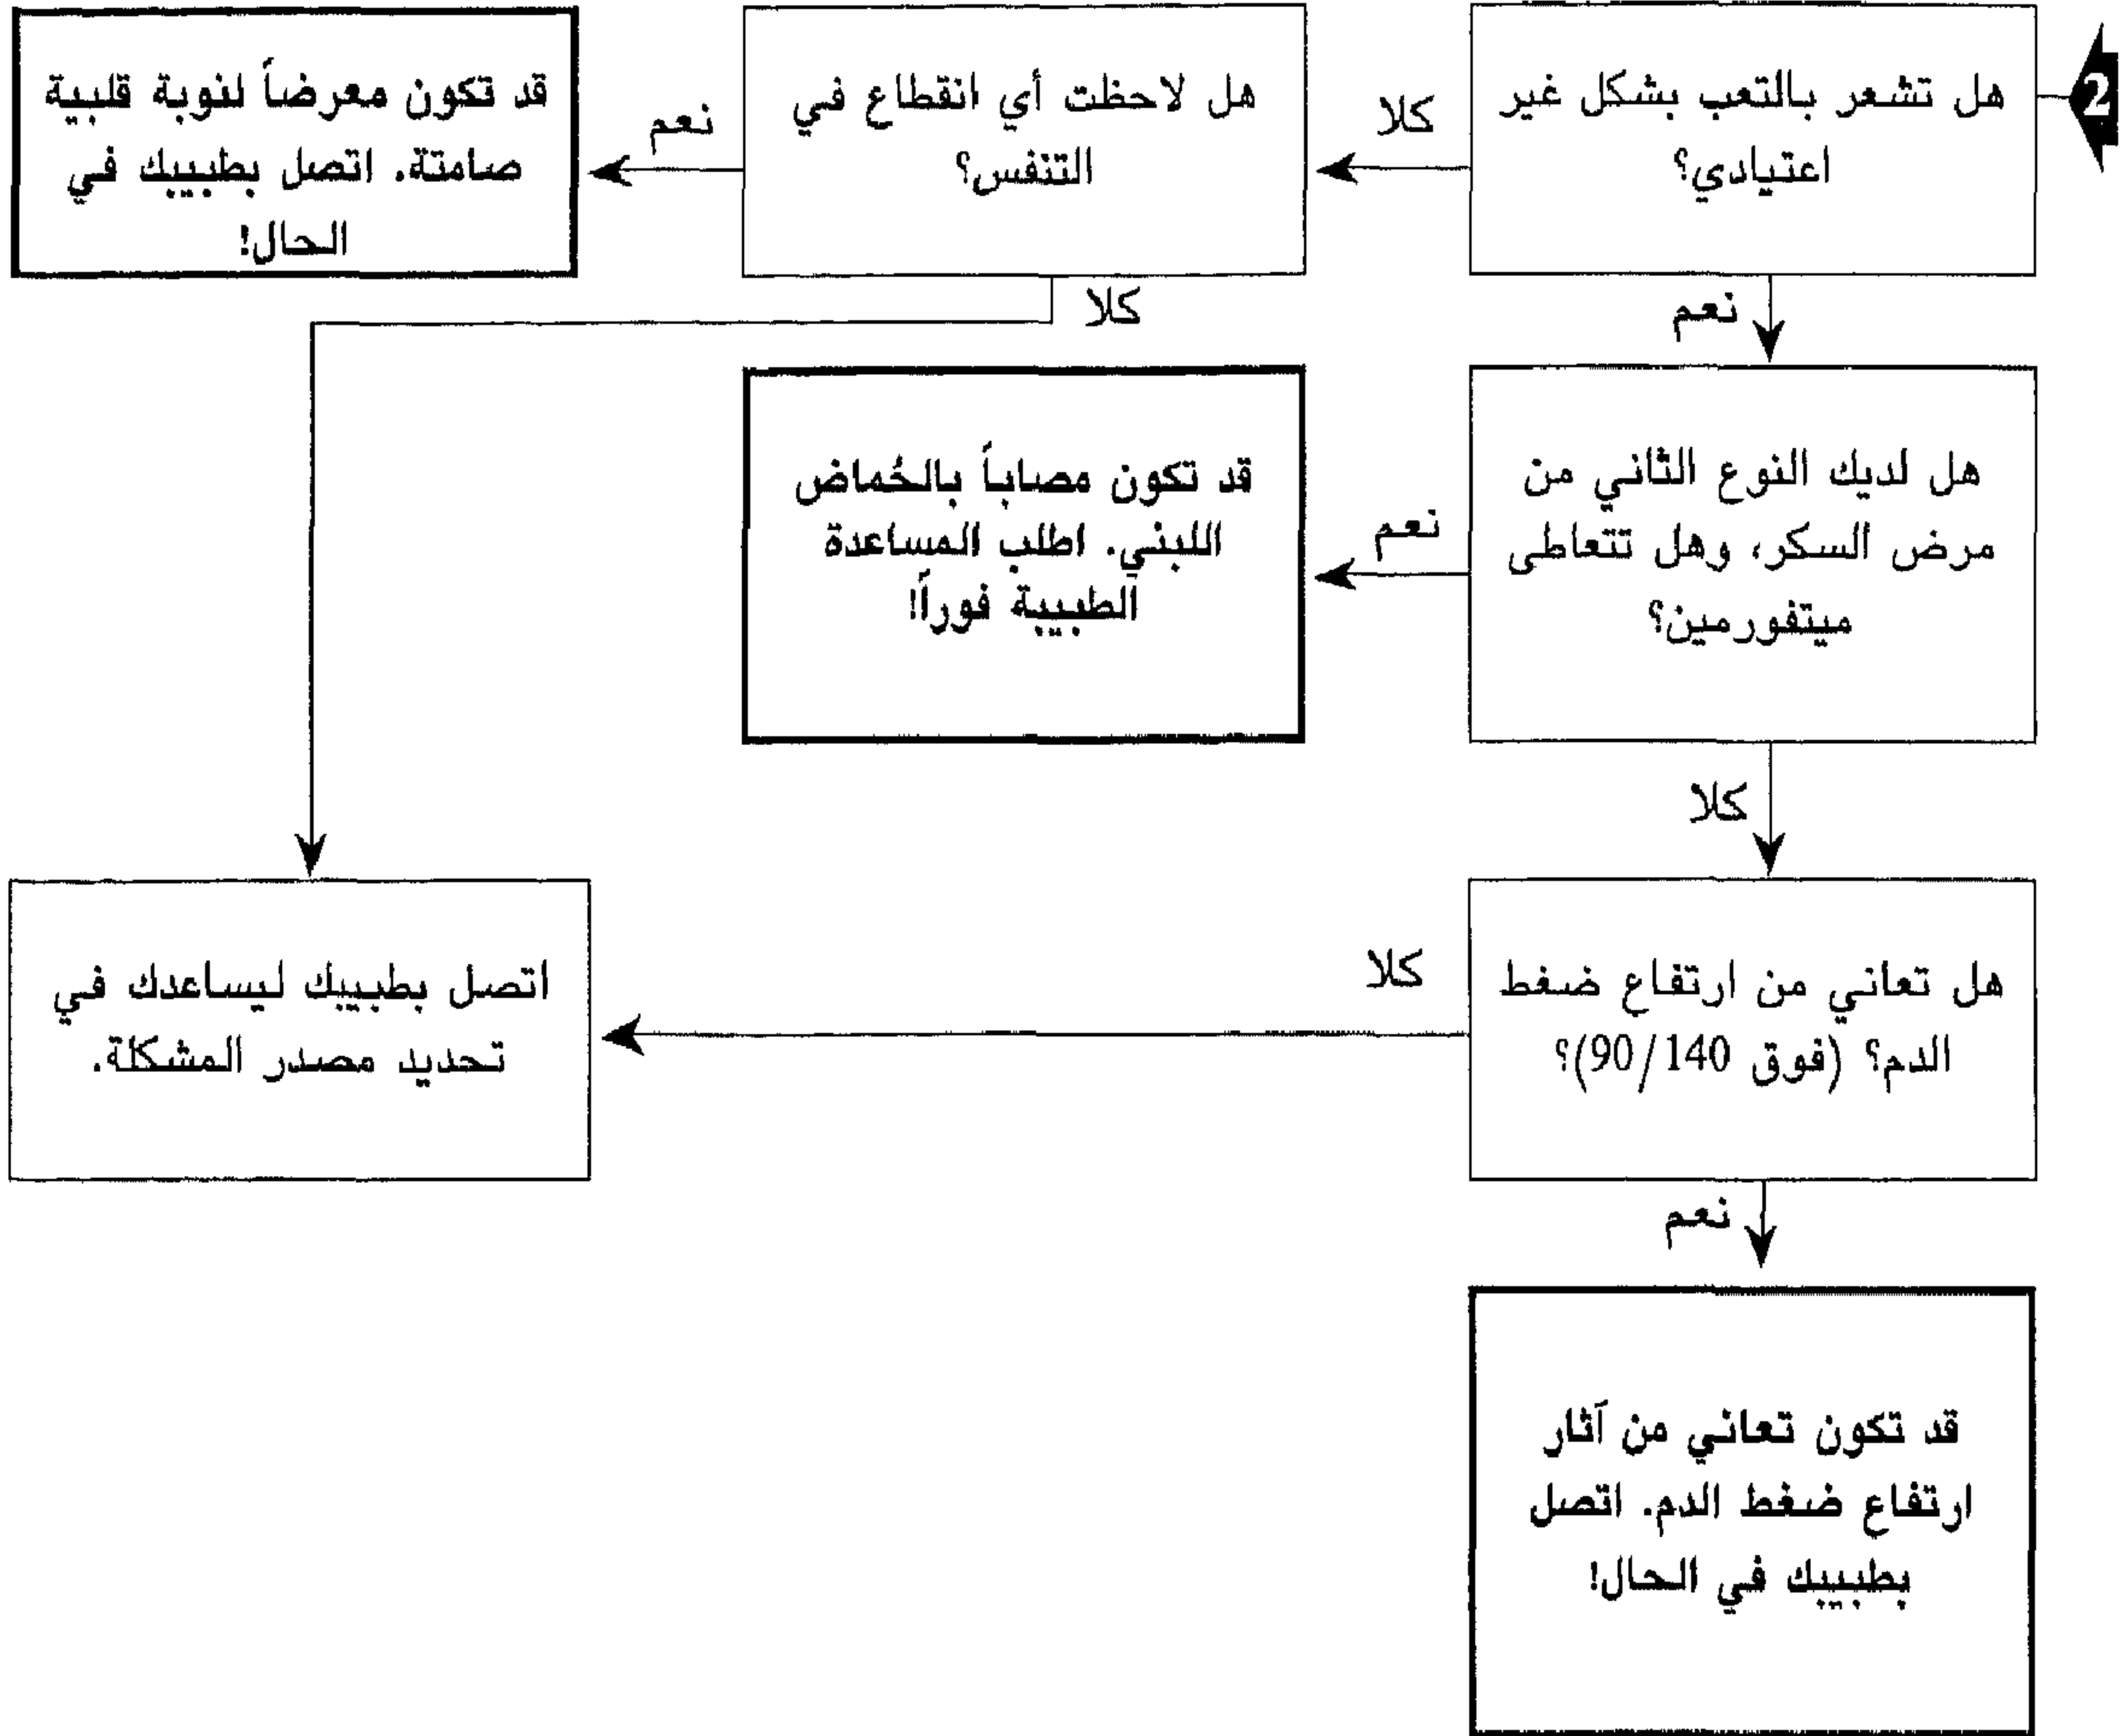 2
هل تشعر بالتعب بشكل غير
اعتيادي؟
كلا
هل لاحظت أي انقطاع في
التنفس؟
نعم
قد تكون معرضاً لنوبة قلبية
صامتة. اتصل بطبيبك في
الحال!
نعم
كلا
هل لديك النوع الثاني من
مرض السكر، وهل تتعاطى
ميتفورمين؟
نعم
قد تكون مصاباً بالحُماض
اللبني. اطلب المساعدة
الطبيبة فوراً!
كلا
هل تعاني من ارتفاع ضغط
الدم؟ (فوق 90/140)؟
كلا
اتصل بطبيبك ليساعدك في
تحديد مصدر المشكلة.
نعم
قد تكون تعاني من آثار
ارتفاع ضغط الدم. اتصل
بطبيبك في الحال!